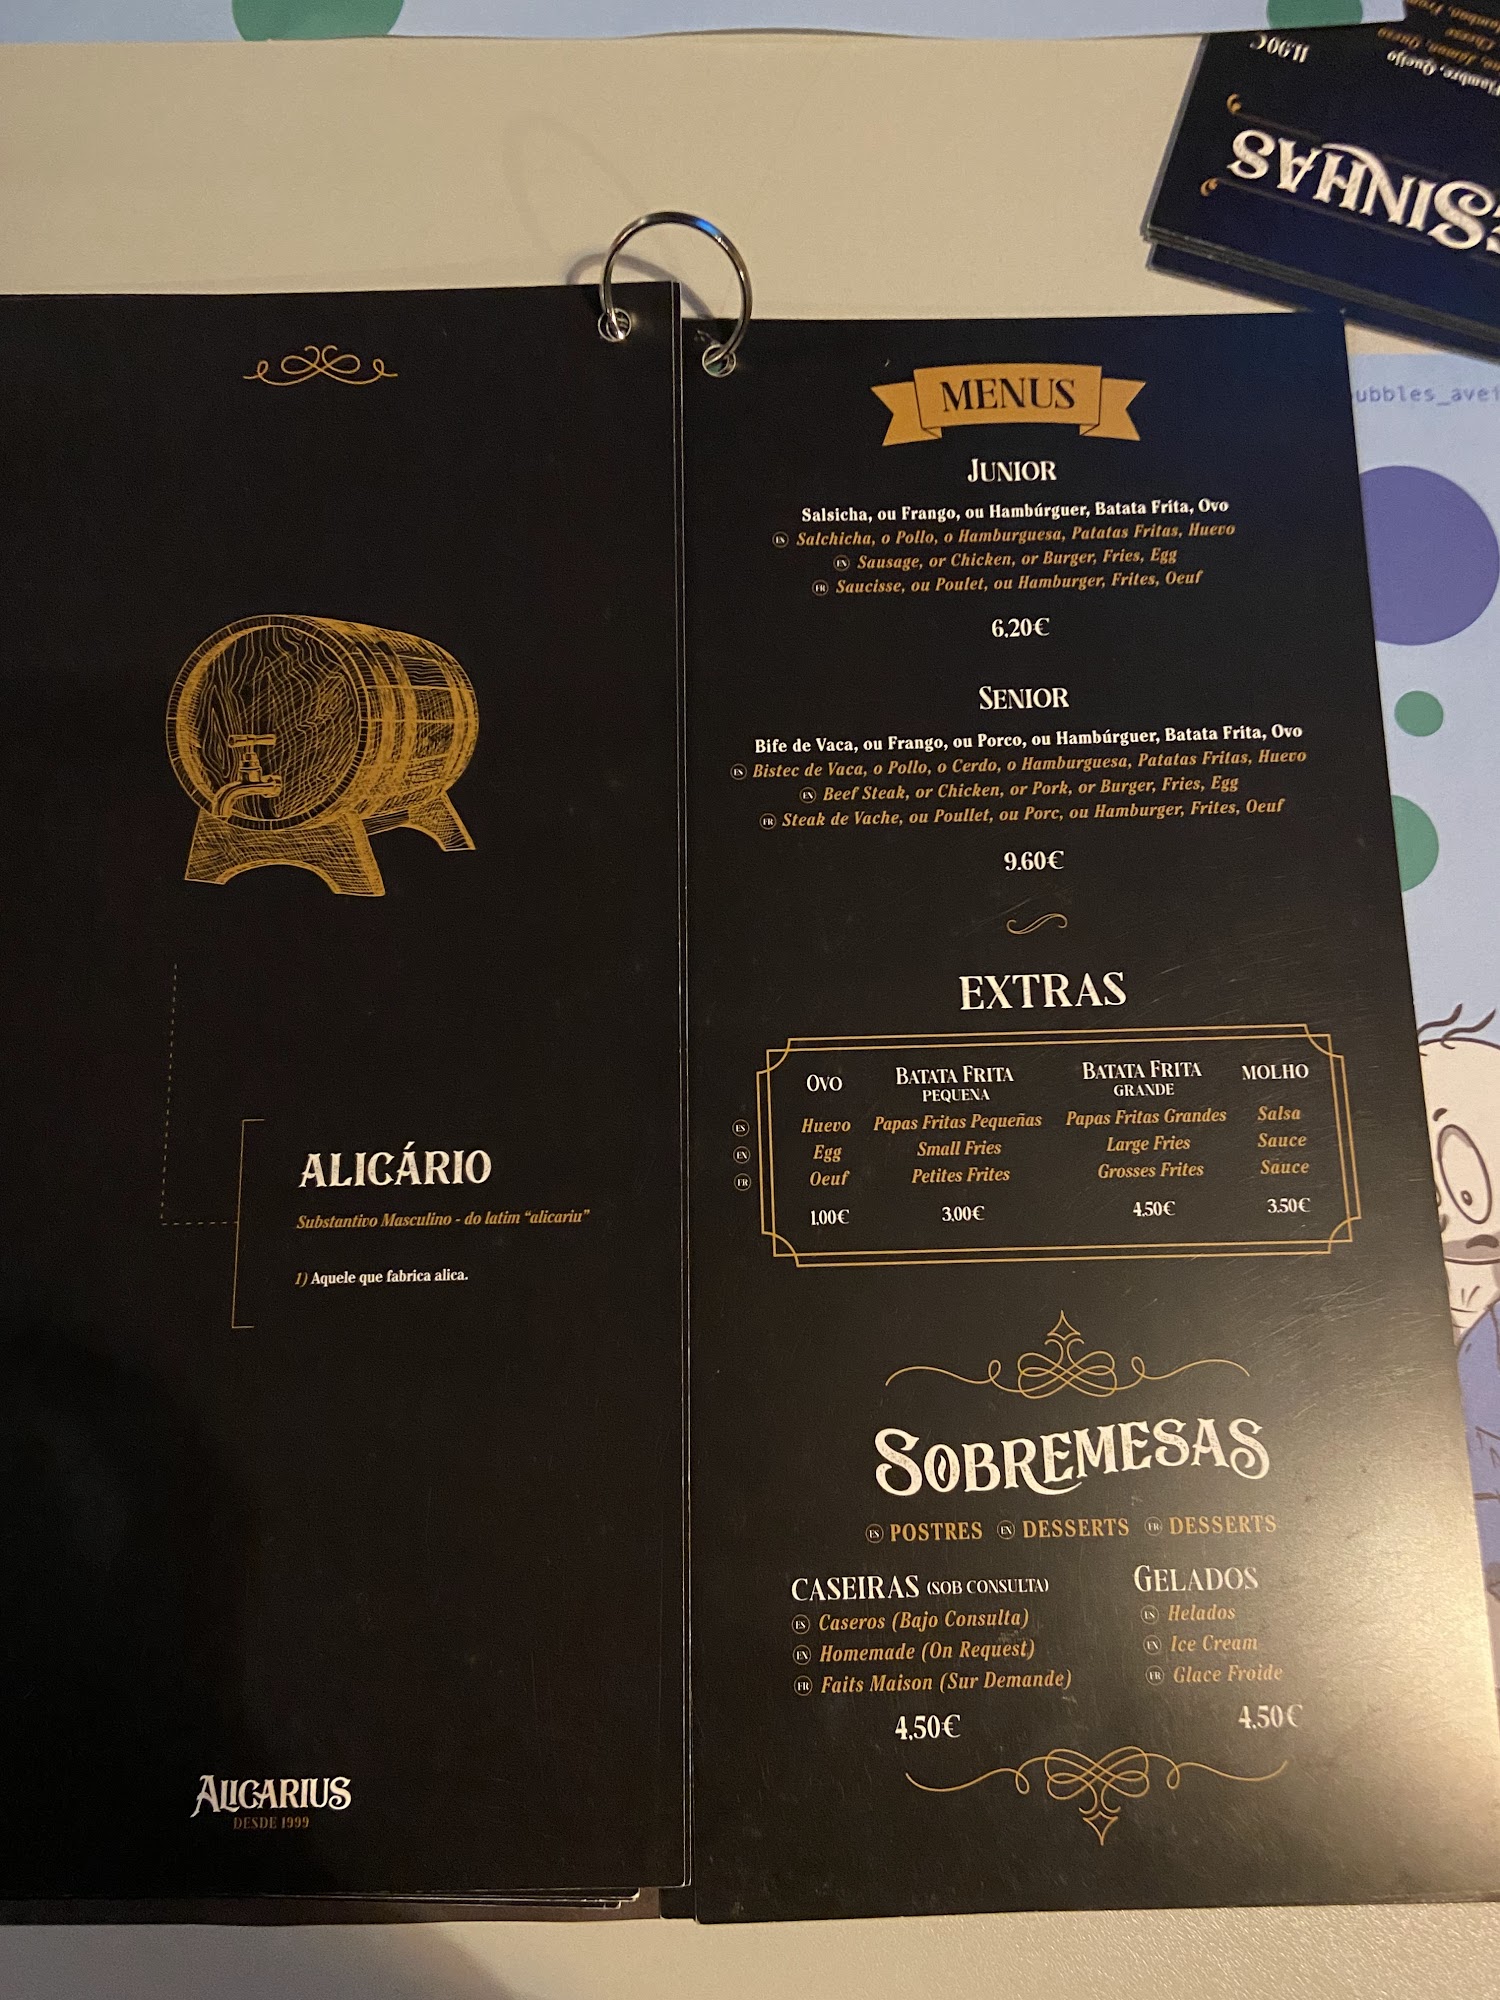 ALICÁRIO
Substantivo Masculino - do latim "alicariu"
1) Aquele que fabrica alica.
ALICARIUS
DESDE 1999
MENUS
JUNIOR
Salsicha, ou Frango, ou Hambúrguer, Batata Frita, Ovo
ES Salchicha, o Pollo, o Hamburguesa, Patatas Fritas, Huevo
EN Sausage, or Chicken, or Burger, Fries, Egg
FR Saucisse, ou Poulet, ou Hamburger, Frites, Oeuf
6.20€
SENIOR
Bife de Vaca, ou Frango, ou Porco, ou Hambúrguer, Batata Frita, Ovo
ES Bistec de Vaca, o Pollo, o Cerdo, o Hamburguesa, Patatas Fritas, Huevo
EN Beef Steak, or Chicken, or Pork, or Burger, Fries, Egg
FR Steak de Vache, ou Poullet, ou Porc, ou Hamburger, Frites, Oeuf
9.60€
EXTRAS
OVO BATATA FRITA BATATA FRITA MOLHO
PEQUENA GRANDE
ES Huevo Papas Fritas Pequeñas Papas Fritas Grandes Salsa
EN Egg Small Fries Large Fries Sauce
FR Oeuf Petites Frites Grosses Frites Sauce
1.00€ 3.00€ 4.50€ 3.50€
SOBREMESAS
ES POSTRES EN DESSERTS FR DESSERTS
CASEIRAS (SOB CONSULTA) GELADOS
ES Caseros (Bajo Consulta) ES Helados
EN Homemade (On Request) EN Ice Cream
FR Faits Maison (Sur Demande) FR Glace Froide
4.50€ 4.50€
ubbles_avei
SINHAS
Fiambre, Queijo
11.90€